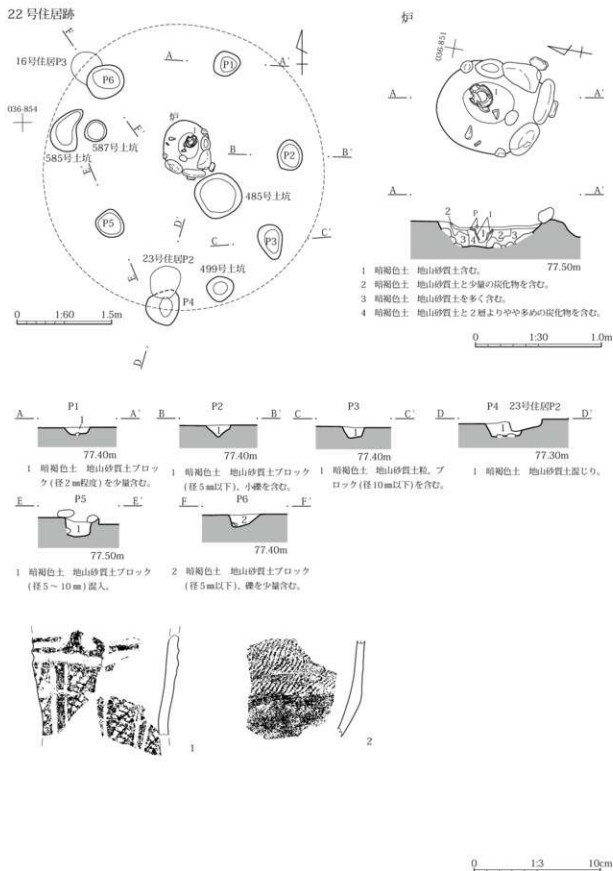 22 号住居跡
16号住居P3
P6
036-854
585号土坑
587号土坑
P5
炉
1
485号土坑
23号住居P2
P4
499号土坑
P1
P2
P3
A A'
B B'
C C'
D D'
E E'
F F'
0 1:60 1.5m
炉
036-851
1
A A'
A A'
2 P 1
3 4 1 2 3
77.50m
1 暗褐色土 地山砂質土含む。
2 暗褐色土 地山砂質土と少量の炭化物を含む。
3 暗褐色土 地山砂質土を多く含む。
4 暗褐色土 地山砂質土と2層よりやや多めの炭化物を含む。
0 1:30 1.0m
P1
A 1 A'
77.40m
1 暗褐色土 地山砂質土ブロッ
ク(径2㎜程度)を少量含む。
P2
B 1 B'
77.40m
1 暗褐色土 地山砂質土ブロック
(径5㎜以下)、小礫を含む。
P3
C 1 C'
77.40m
1 暗褐色土 地山砂質土粒、ブ
ロック(径10㎜以下)を含む。
P4 23号住居P2
D 1 D'
77.30m
1 暗褐色土 地山砂質土混じり。
P5
E 1 E'
77.50m
1 暗褐色土 地山砂質土ブロック
(径5～10㎜)混入。
P6
F 2 F'
77.40m
2 暗褐色土 地山砂質土ブロック
(径5㎜以下)、礫を少量含む。
1
2
0 1:3 10cm